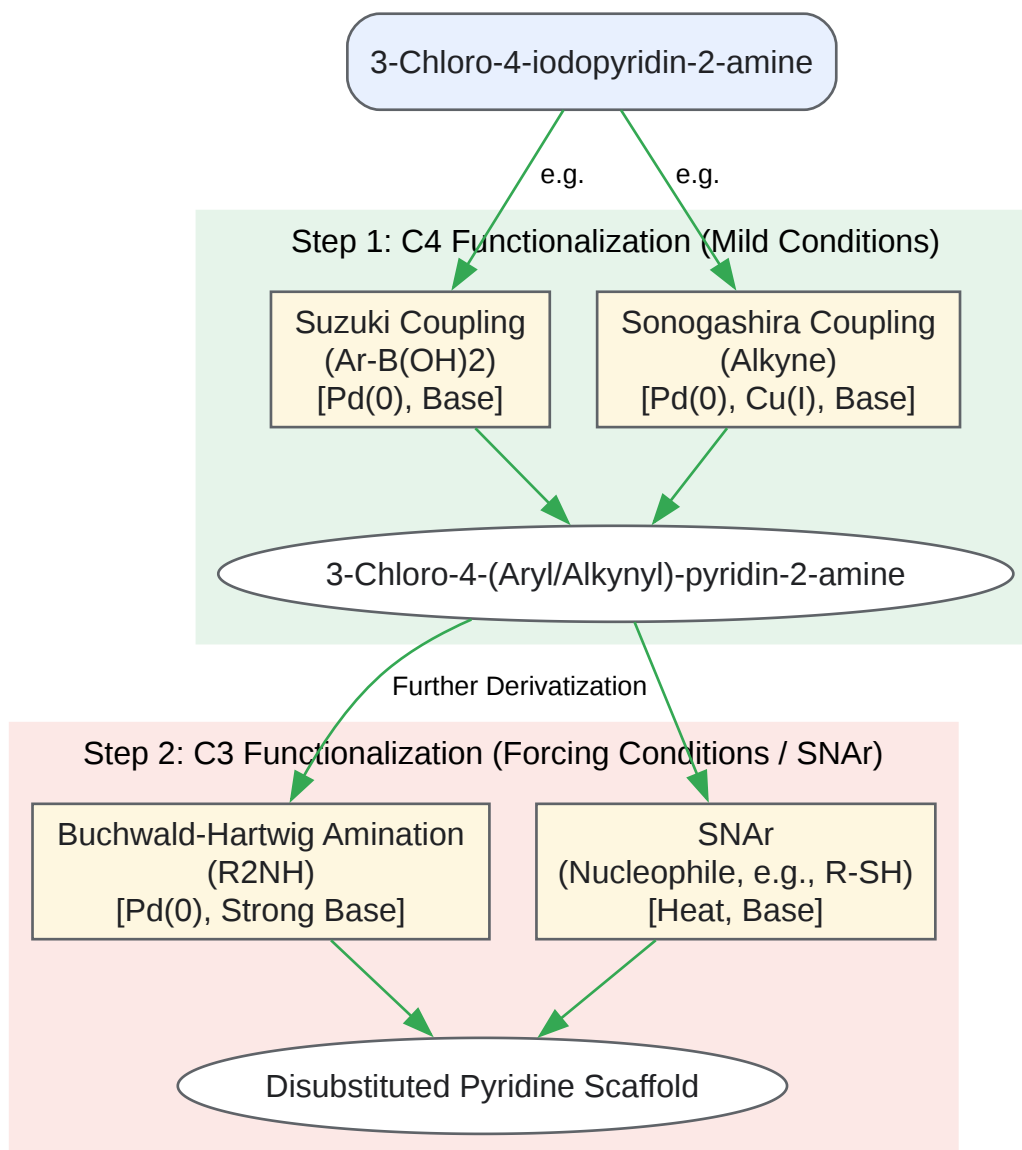 3-Chloro-4-iodopyridin-2-amine
e.g.
e.g.
Step 1: C4 Functionalization (Mild Conditions)
Suzuki Coupling
(Ar-B(OH)2)
[Pd(0), Base]
Sonogashira Coupling
(Alkyne)
[Pd(0), Cu(I), Base]
3-Chloro-4-(Aryl/Alkynyl)-pyridin-2-amine
Further Derivatization
Step 2: C3 Functionalization (Forcing Conditions / SNAr)
Buchwald-Hartwig Amination
(R2NH)
[Pd(0), Strong Base]
SNAr
(Nucleophile, e.g., R-SH)
[Heat, Base]
Disubstituted Pyridine Scaffold